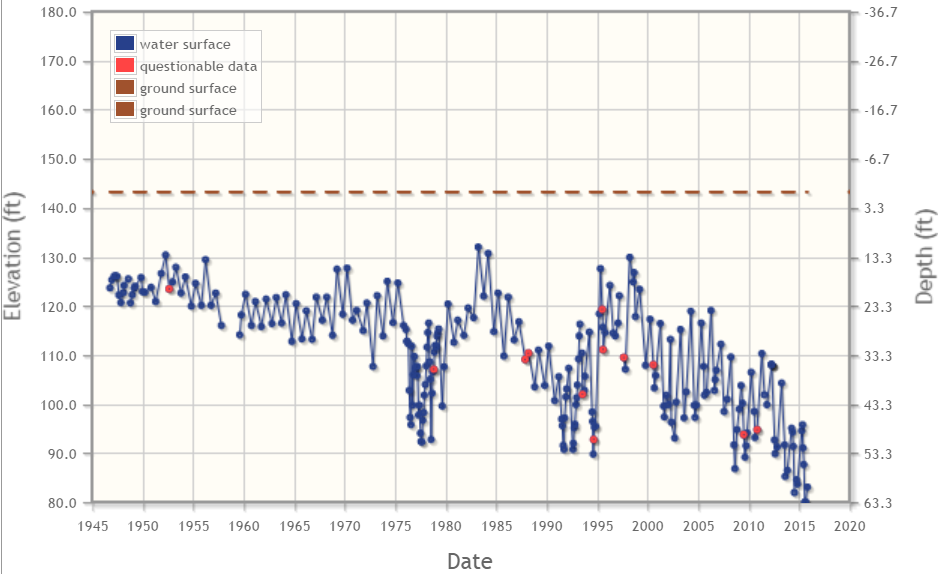 180.0
170.0
160.0
150.0
140.0
130.0
120.0
110.0
100.0
90.0
80.0
Elevation (ft)
water surface
questionable data
ground surface
ground surface
-36.7
-26.7
-16.7
-6.7
3.3
13.3
23.3
33.3
43.3
53.3
63.3
Depth (ft)
1945 1950 1955 1960 1965 1970 1975 1980 1985 1990 1995 2000 2005 2010 2015 2020
Date